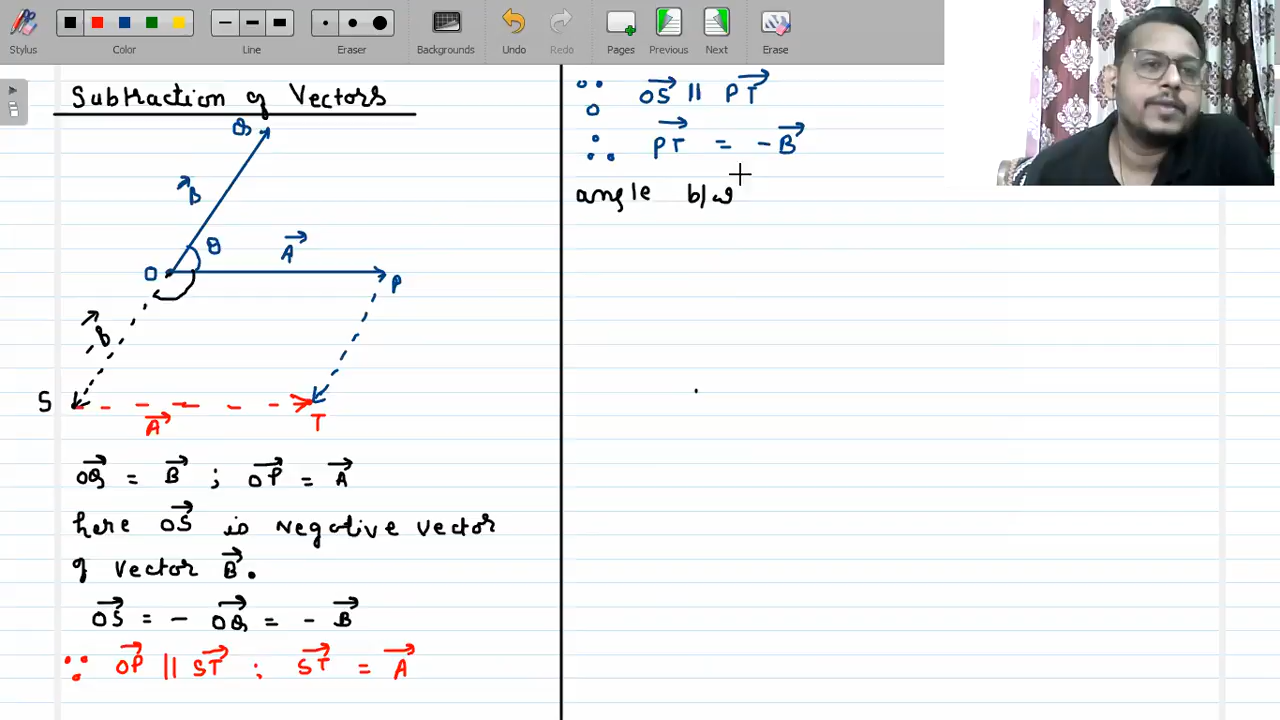 Stylus Color Line Eraser Backgrounds Undo Redo Pages Previous Next Erase
Subtraction of Vectors
Q
B⃗
θ
A⃗
O
P
-B⃗
S
A⃗
T
OQ⃗ = B⃗ ; OP⃗ = A⃗
here OS⃗ is negative vector
of vector B⃗.
OS⃗ = - OQ⃗ = - B⃗
∵ OP⃗ || ST⃗ ; ST⃗ = A⃗
∵ OS⃗ || PT⃗
∴ PT⃗ = -B⃗
angle b/w